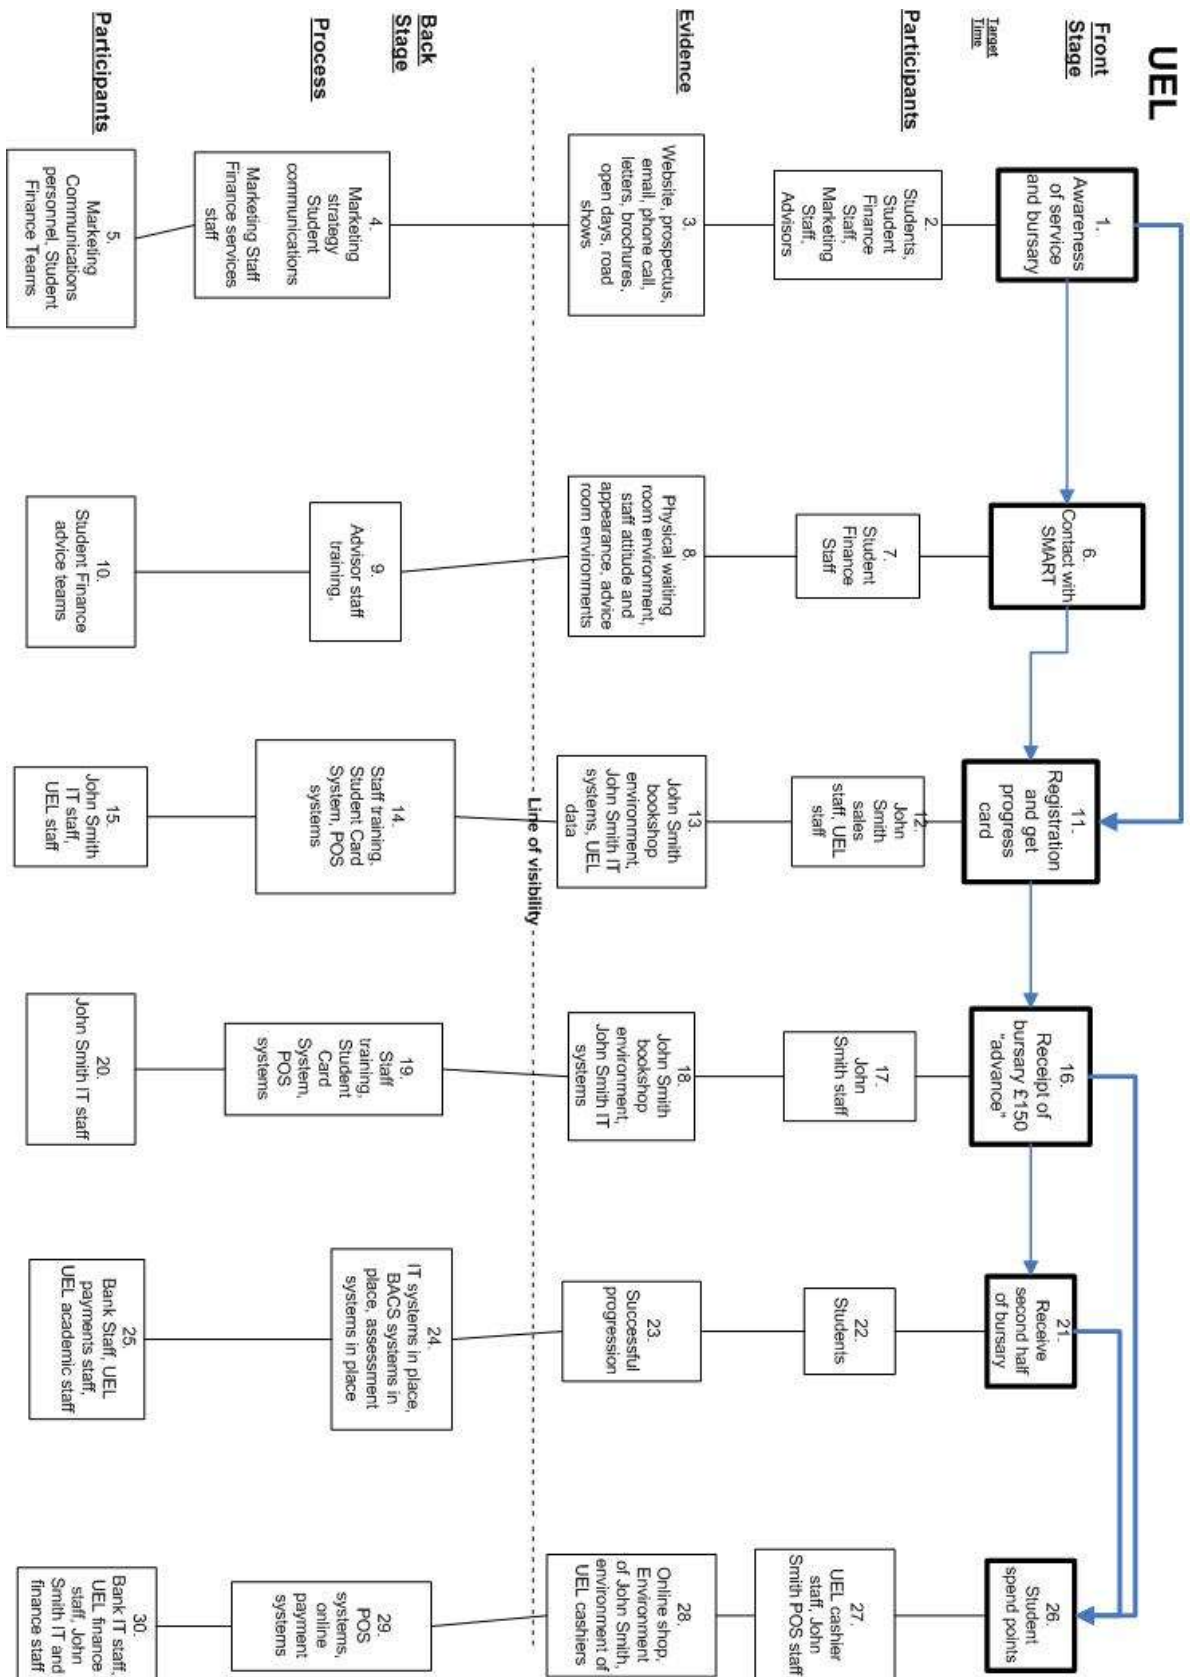 UEL
Front
Stage
Target
Time
Participants
Evidence
Back
Stage
Process
Participants
1.
Awareness
of service
and bursary
2.
Students,
Student
Finance
Staff,
Marketing
Staff,
Advisors
3.
Website, prospectus,
email, phone call,
letters, brochures,
open days, road
shows
4.
Marketing
strategy
communications
Student
Marketing Staff
Finance services
staff
5.
Marketing
Communications
personnel, Student
Finance Teams
6.
Contact with
SMART
7.
Student
Finance
Staff
8.
Physical waiting
room environment,
staff attitude and
appearance, advice
room environments
9.
Advisor staff
training,
10.
Student Finance
advice teams
11.
Registration
and get
progress
card
12.
John
Smith
sales
staff, UEL
staff
13.
John Smith
bookshop
environment,
John Smith IT
systems, UEL
data
Line of visibility
14.
Staff training,
Student Card
System, POS
systems
15.
John Smith
IT staff,
UEL staff
16.
Receipt of
bursary £150
"advance"
17.
John
Smith staff
18.
John Smith
bookshop
environment,
John Smith IT
systems
19.
Staff
training,
Student
Card
System,
POS
systems
20.
John Smith IT staff
21.
Receive
second half
of bursary
22.
Students
23.
Successful
progression
24.
IT systems in place,
BACS systems in
place, assessment
systems in place
25.
Bank Staff, UEL
payments staff,
UEL academic staff
26.
Student
spend points
27.
UEL cashier
staff, John
Smith POS staff
28.
Online shop,
Environment
of John Smith,
environment of
UEL cashiers
29.
POS
systems,
online
payment
systems
30.
Bank IT staff,
UEL finance
staff, John
Smith IT and
finance staff